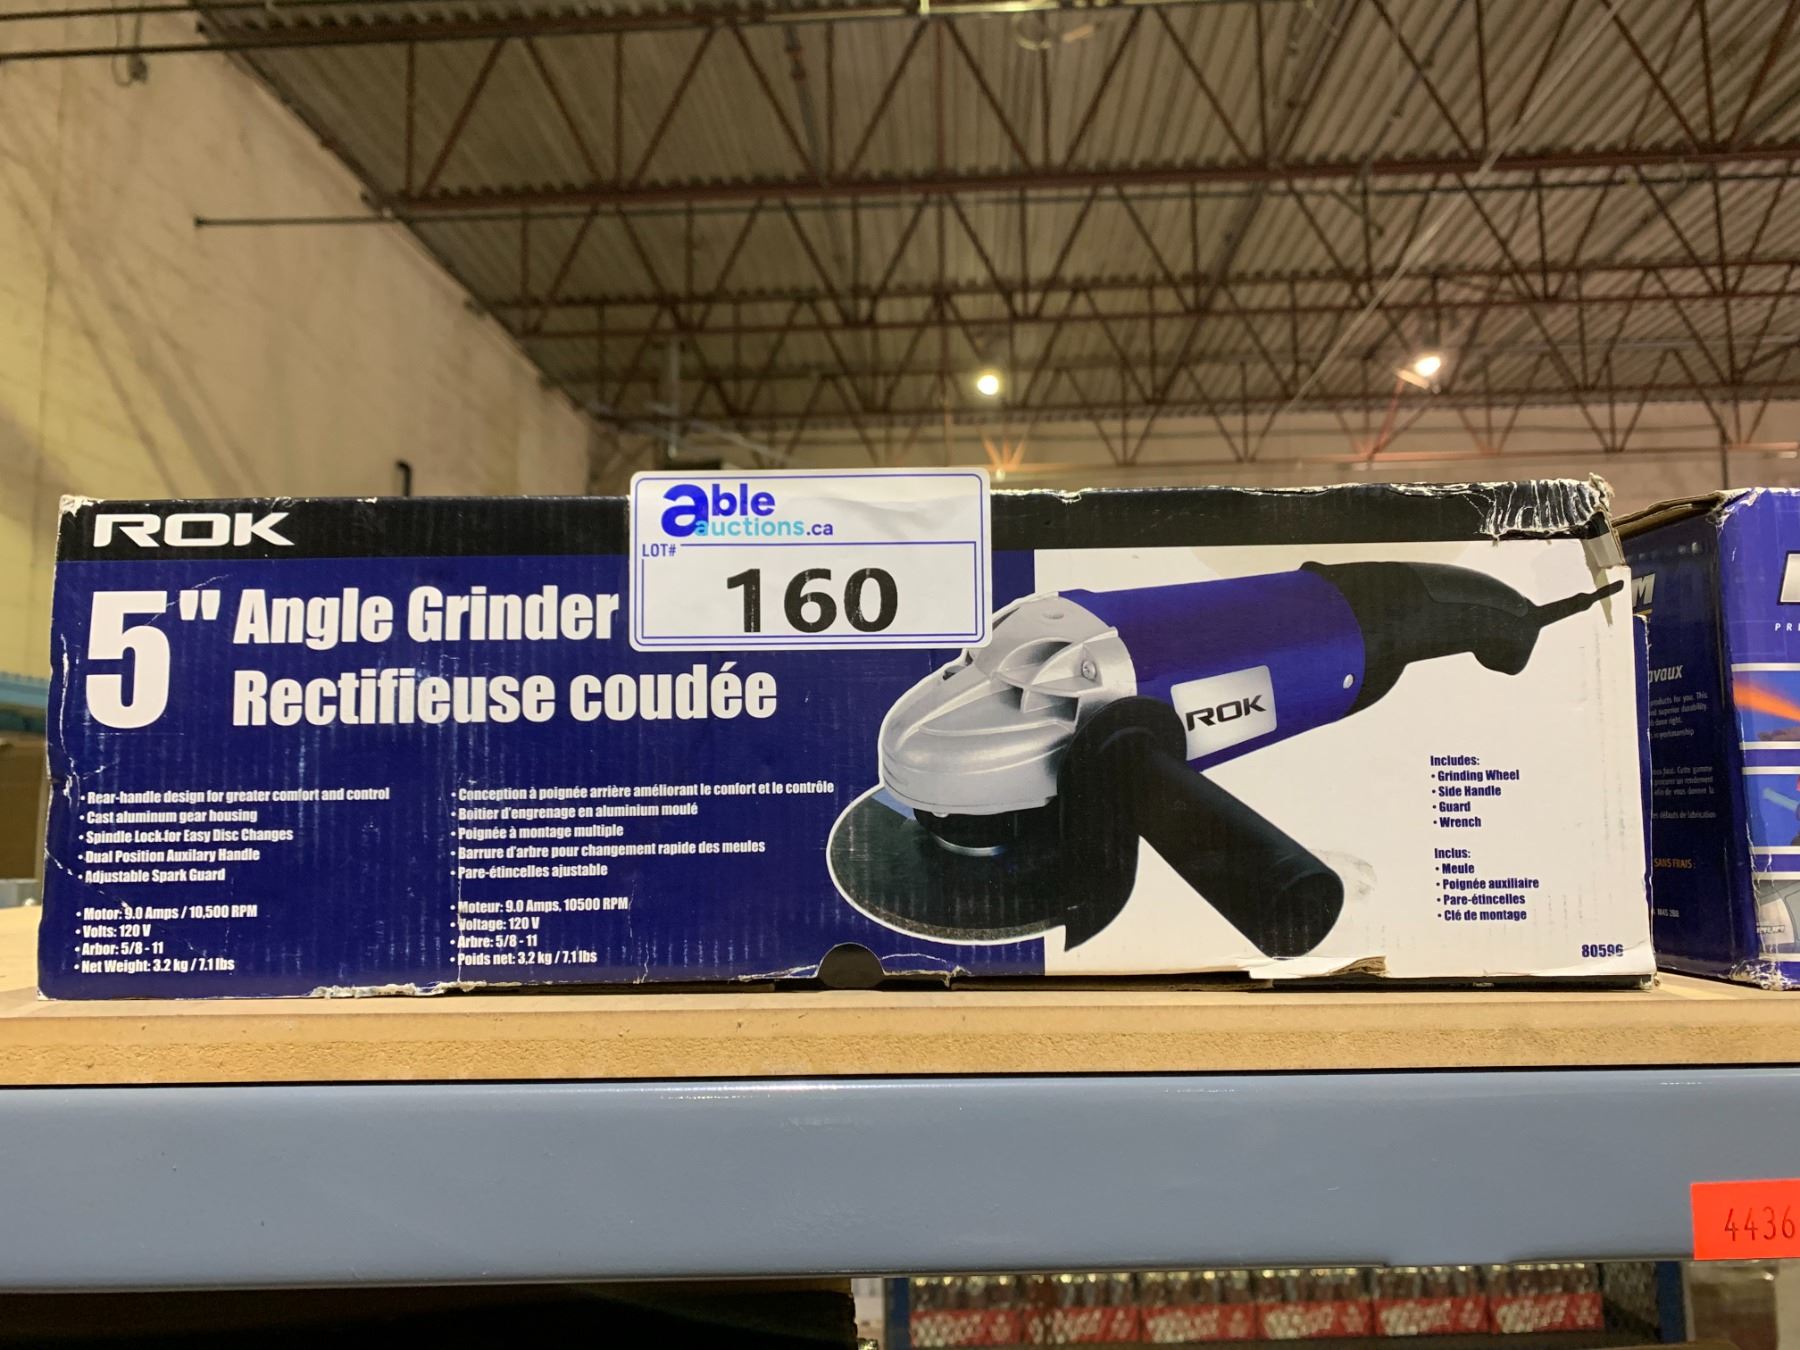 able
auctions.ca
LOT#
160
ROK
5" Angle Grinder
Rectifieuse coudée
• Rear-handle design for greater comfort and control
• Cast aluminum gear housing
• Spindle Lock for Easy Disc Changes
• Dual Position Auxilary Handle
• Adjustable Spark Guard
• Motor: 9.0 Amps / 10,500 RPM
• Volts: 120 V
• Arbor: 5/8 - 11
• Net Weight: 3.2 kg / 7.1 lbs
• Conception à poignée arrière améliorant le confort et le contrôle
• Boitier d'engrenage en aluminium moulé
• Poignée à montage multiple
• Barrure d'arbre pour changement rapide des meules
• Pare-étincelles ajustable
• Moteur: 9.0 Amps, 10500 RPM
• Voltage: 120 V
• Arbre: 5/8 - 11
• Poids net: 3,2 kg / 7,1 lbs
ROK
Includes:
• Grinding Wheel
• Side Handle
• Guard
• Wrench
Inclus:
• Meule
• Poignée auxiliaire
• Pare-étincelles
• Clé de montage
80596
SANS FRAIS :
4436